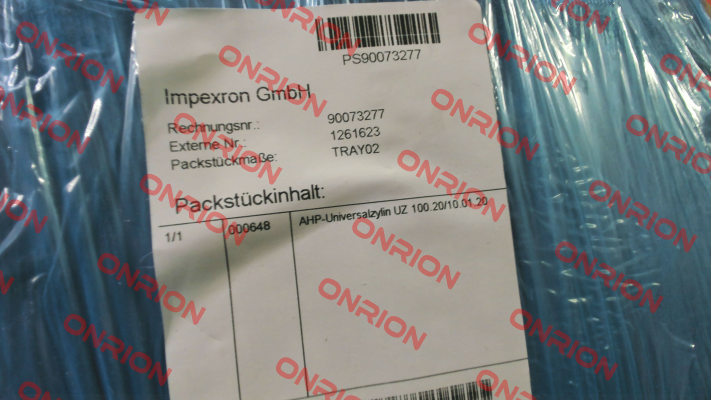 PS90073277
Impexron GmbH
Rechnungsnr.: 90073277
Externe Nr.: 1261623
Packstückmaße: TRAY02
Packstückinhalt:
1/1 000648 AHP-Universalzylin UZ 100.20/10.01.20
ONRION